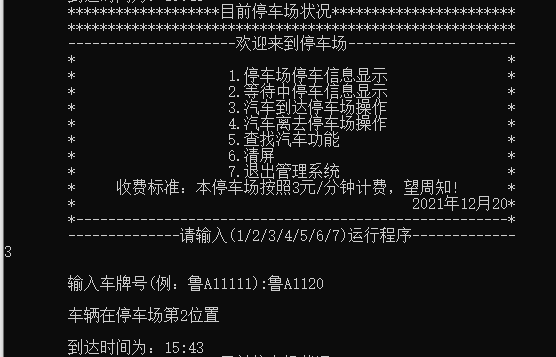 ******************目前停车场状况**********************
*****************************************************
--------------------欢迎来到停车场--------------------
* *
* 1.停车场停车信息显示 *
* 2.等待中停车信息显示 *
* 3.汽车到达停车场操作 *
* 4.汽车离去停车场操作 *
* 5.查找汽车功能 *
* 6.清屏 *
* 7.退出管理系统 *
* 收费标准：本停车场按照3元/分钟计费，望周知！ *
* 2021年12月20*
*----------------------------------------------------*
--------------请输入(1/2/3/4/5/6/7)运行程序-------------
3
输入车牌号(例：鲁A11111):鲁A1120
车辆在停车场第2位置
到达时间为：15:43